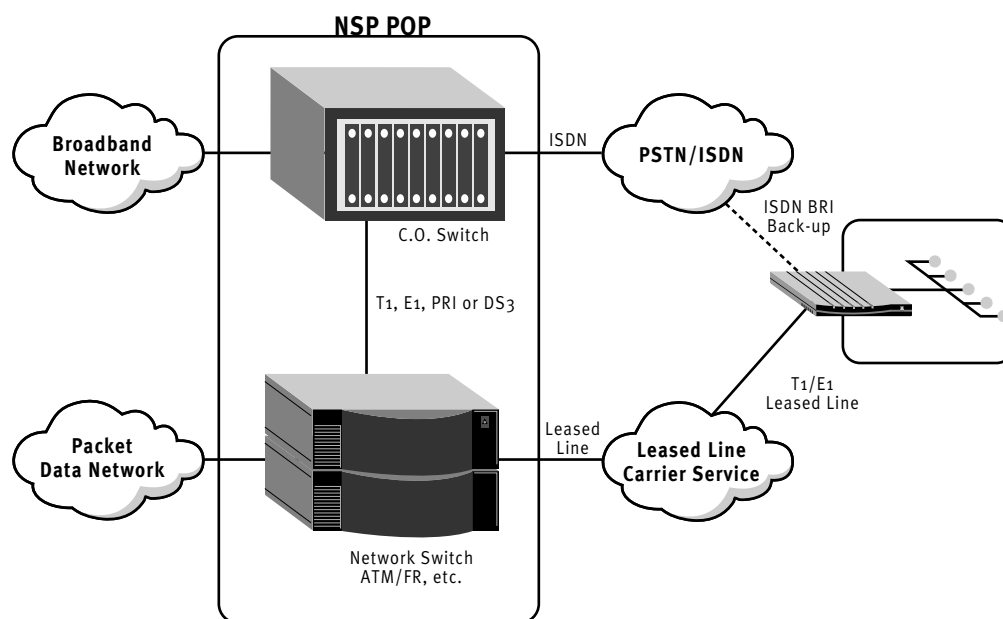 NSP POP
Broadband
Network
ISDN
PSTN/ISDN
C.O. Switch
ISDN BRI
Back-up
T1, E1, PRI or DS3
T1/E1
Leased Line
Packet
Data Network
Leased
Line
Leased Line
Carrier Service
Network Switch
ATM/FR, etc.